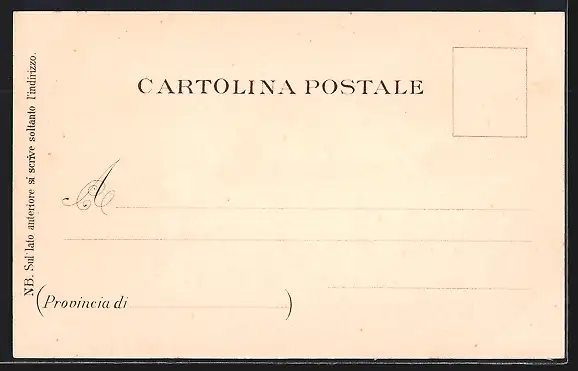 CARTOLINA POSTALE
NB. Sul lato anteriore si scrive soltanto l'indirizzo.
A
(Provincia di )